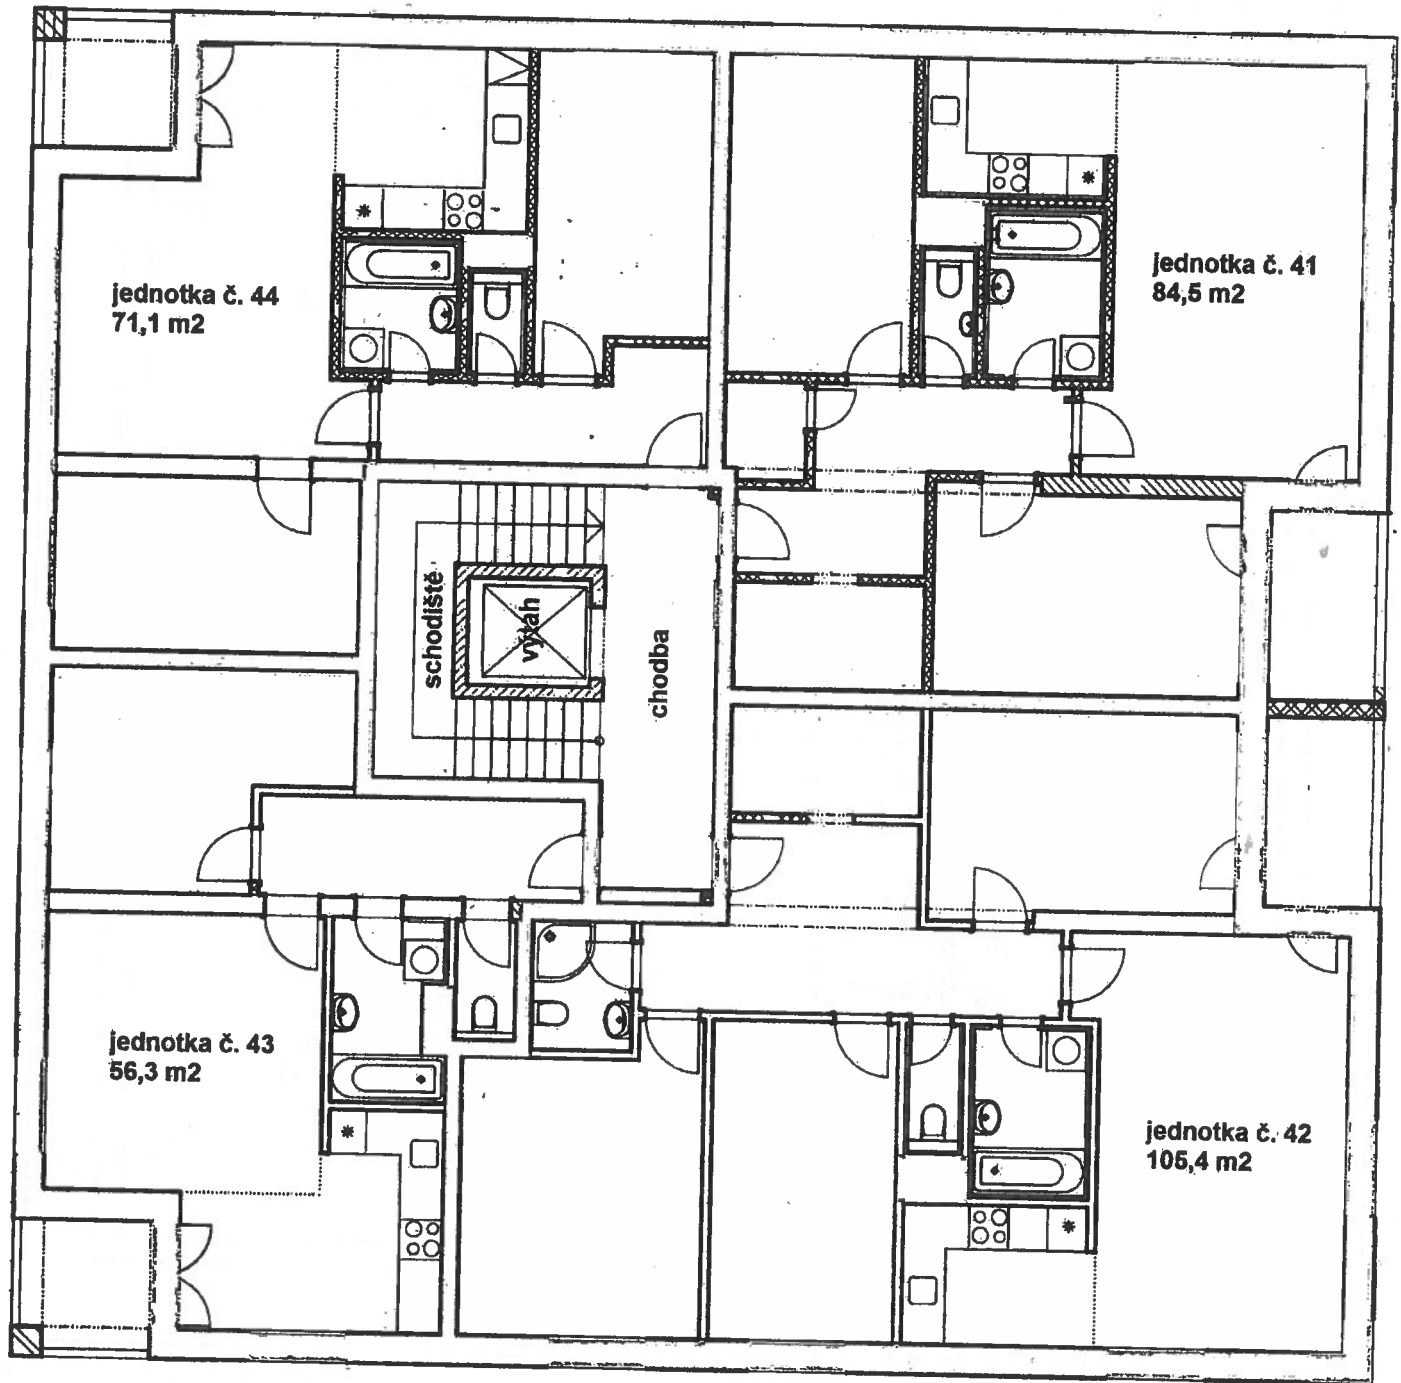 jednotka č. 44
71,1 m2
jednotka č. 41
84,5 m2
schodiště
výtah
chodba
jednotka č. 43
56,3 m2
jednotka č. 42
105,4 m2